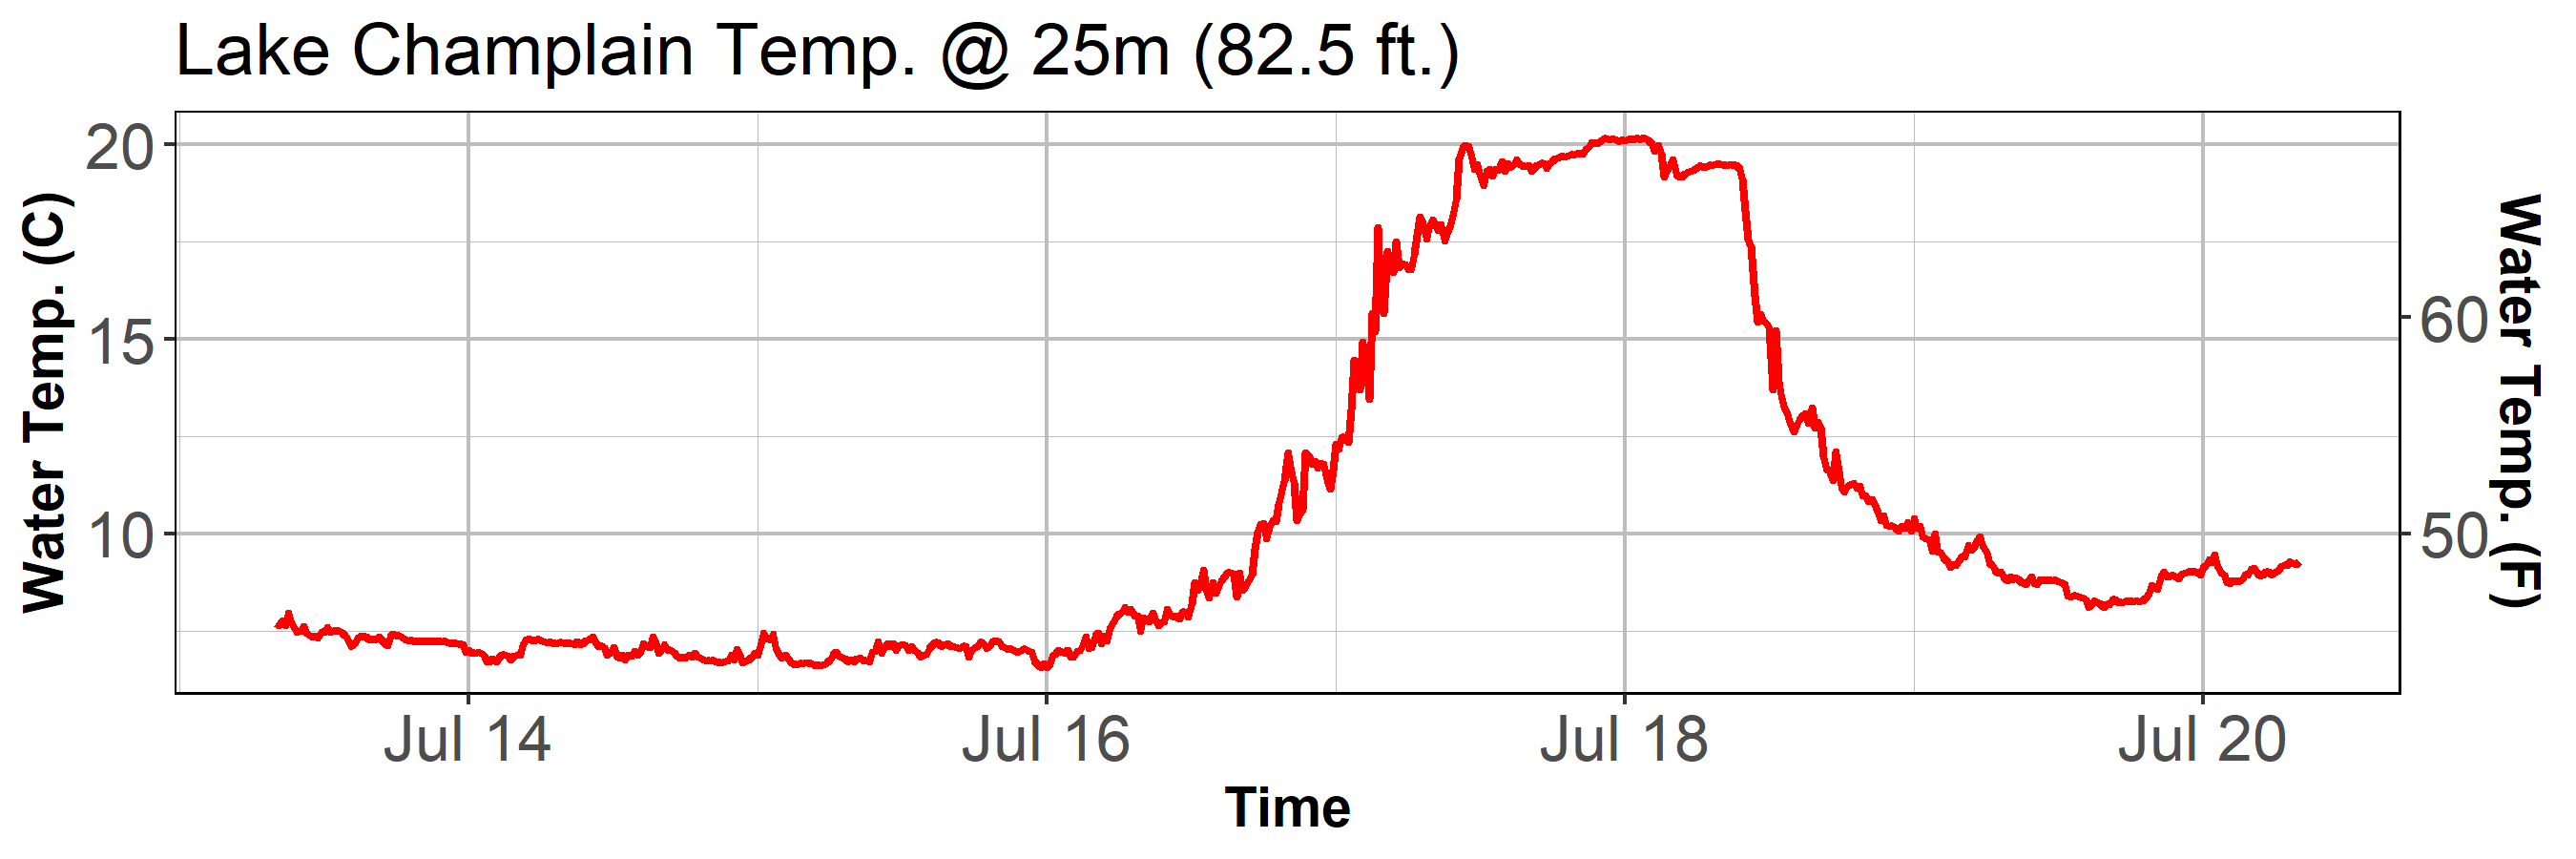 Lake Champlain Temp. @ 25m (82.5 ft.)
Water Temp. (C)
20
15
10
60
50
Water Temp. (F)
Jul 14
Jul 16
Jul 18
Jul 20
Time